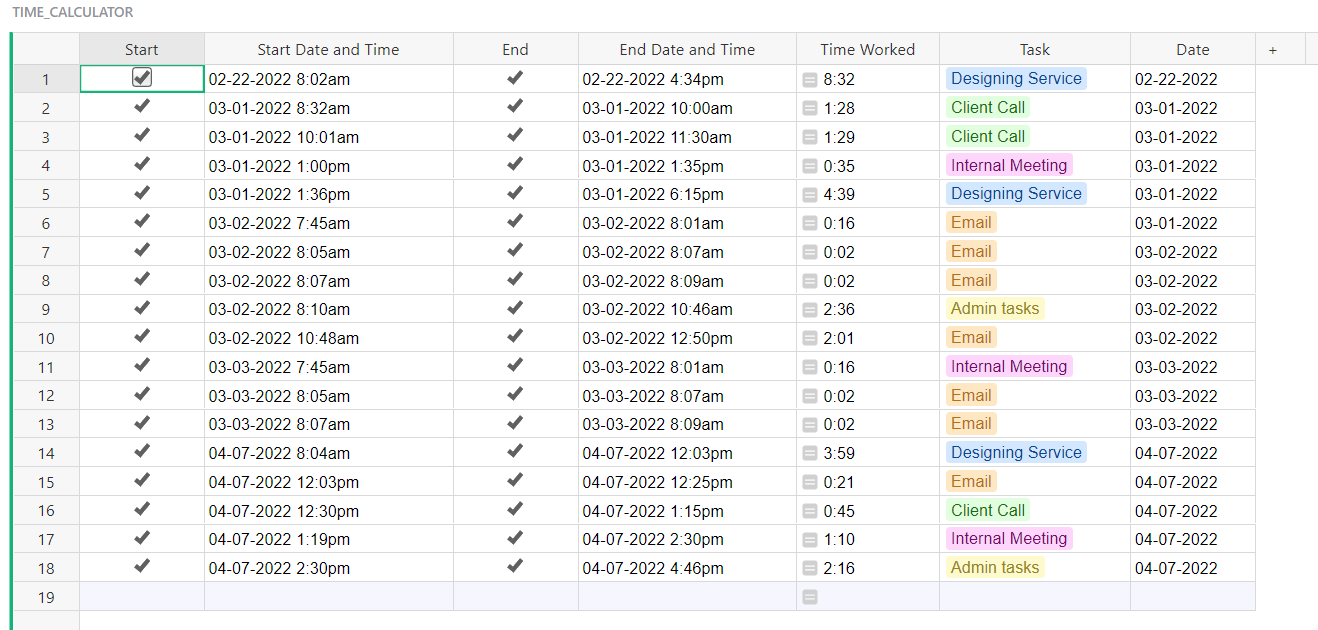 TIME_CALCULATOR
Start Start Date and Time End End Date and Time Time Worked Task Date +
1 02-22-2022 8:02am 02-22-2022 4:34pm 8:32 Designing Service 02-22-2022
2 03-01-2022 8:32am 03-01-2022 10:00am 1:28 Client Call 03-01-2022
3 03-01-2022 10:01am 03-01-2022 11:30am 1:29 Client Call 03-01-2022
4 03-01-2022 1:00pm 03-01-2022 1:35pm 0:35 Internal Meeting 03-01-2022
5 03-01-2022 1:36pm 03-01-2022 6:15pm 4:39 Designing Service 03-01-2022
6 03-02-2022 7:45am 03-02-2022 8:01am 0:16 Email 03-01-2022
7 03-02-2022 8:05am 03-02-2022 8:07am 0:02 Email 03-02-2022
8 03-02-2022 8:07am 03-02-2022 8:09am 0:02 Email 03-02-2022
9 03-02-2022 8:10am 03-02-2022 10:46am 2:36 Admin tasks 03-02-2022
10 03-02-2022 10:48am 03-02-2022 12:50pm 2:01 Email 03-02-2022
11 03-03-2022 7:45am 03-03-2022 8:01am 0:16 Internal Meeting 03-03-2022
12 03-03-2022 8:05am 03-03-2022 8:07am 0:02 Email 03-03-2022
13 03-03-2022 8:07am 03-03-2022 8:09am 0:02 Email 03-03-2022
14 04-07-2022 8:04am 04-07-2022 12:03pm 3:59 Designing Service 04-07-2022
15 04-07-2022 12:03pm 04-07-2022 12:25pm 0:21 Email 04-07-2022
16 04-07-2022 12:30pm 04-07-2022 1:15pm 0:45 Client Call 04-07-2022
17 04-07-2022 1:19pm 04-07-2022 2:30pm 1:10 Internal Meeting 04-07-2022
18 04-07-2022 2:30pm 04-07-2022 4:46pm 2:16 Admin tasks 04-07-2022
19